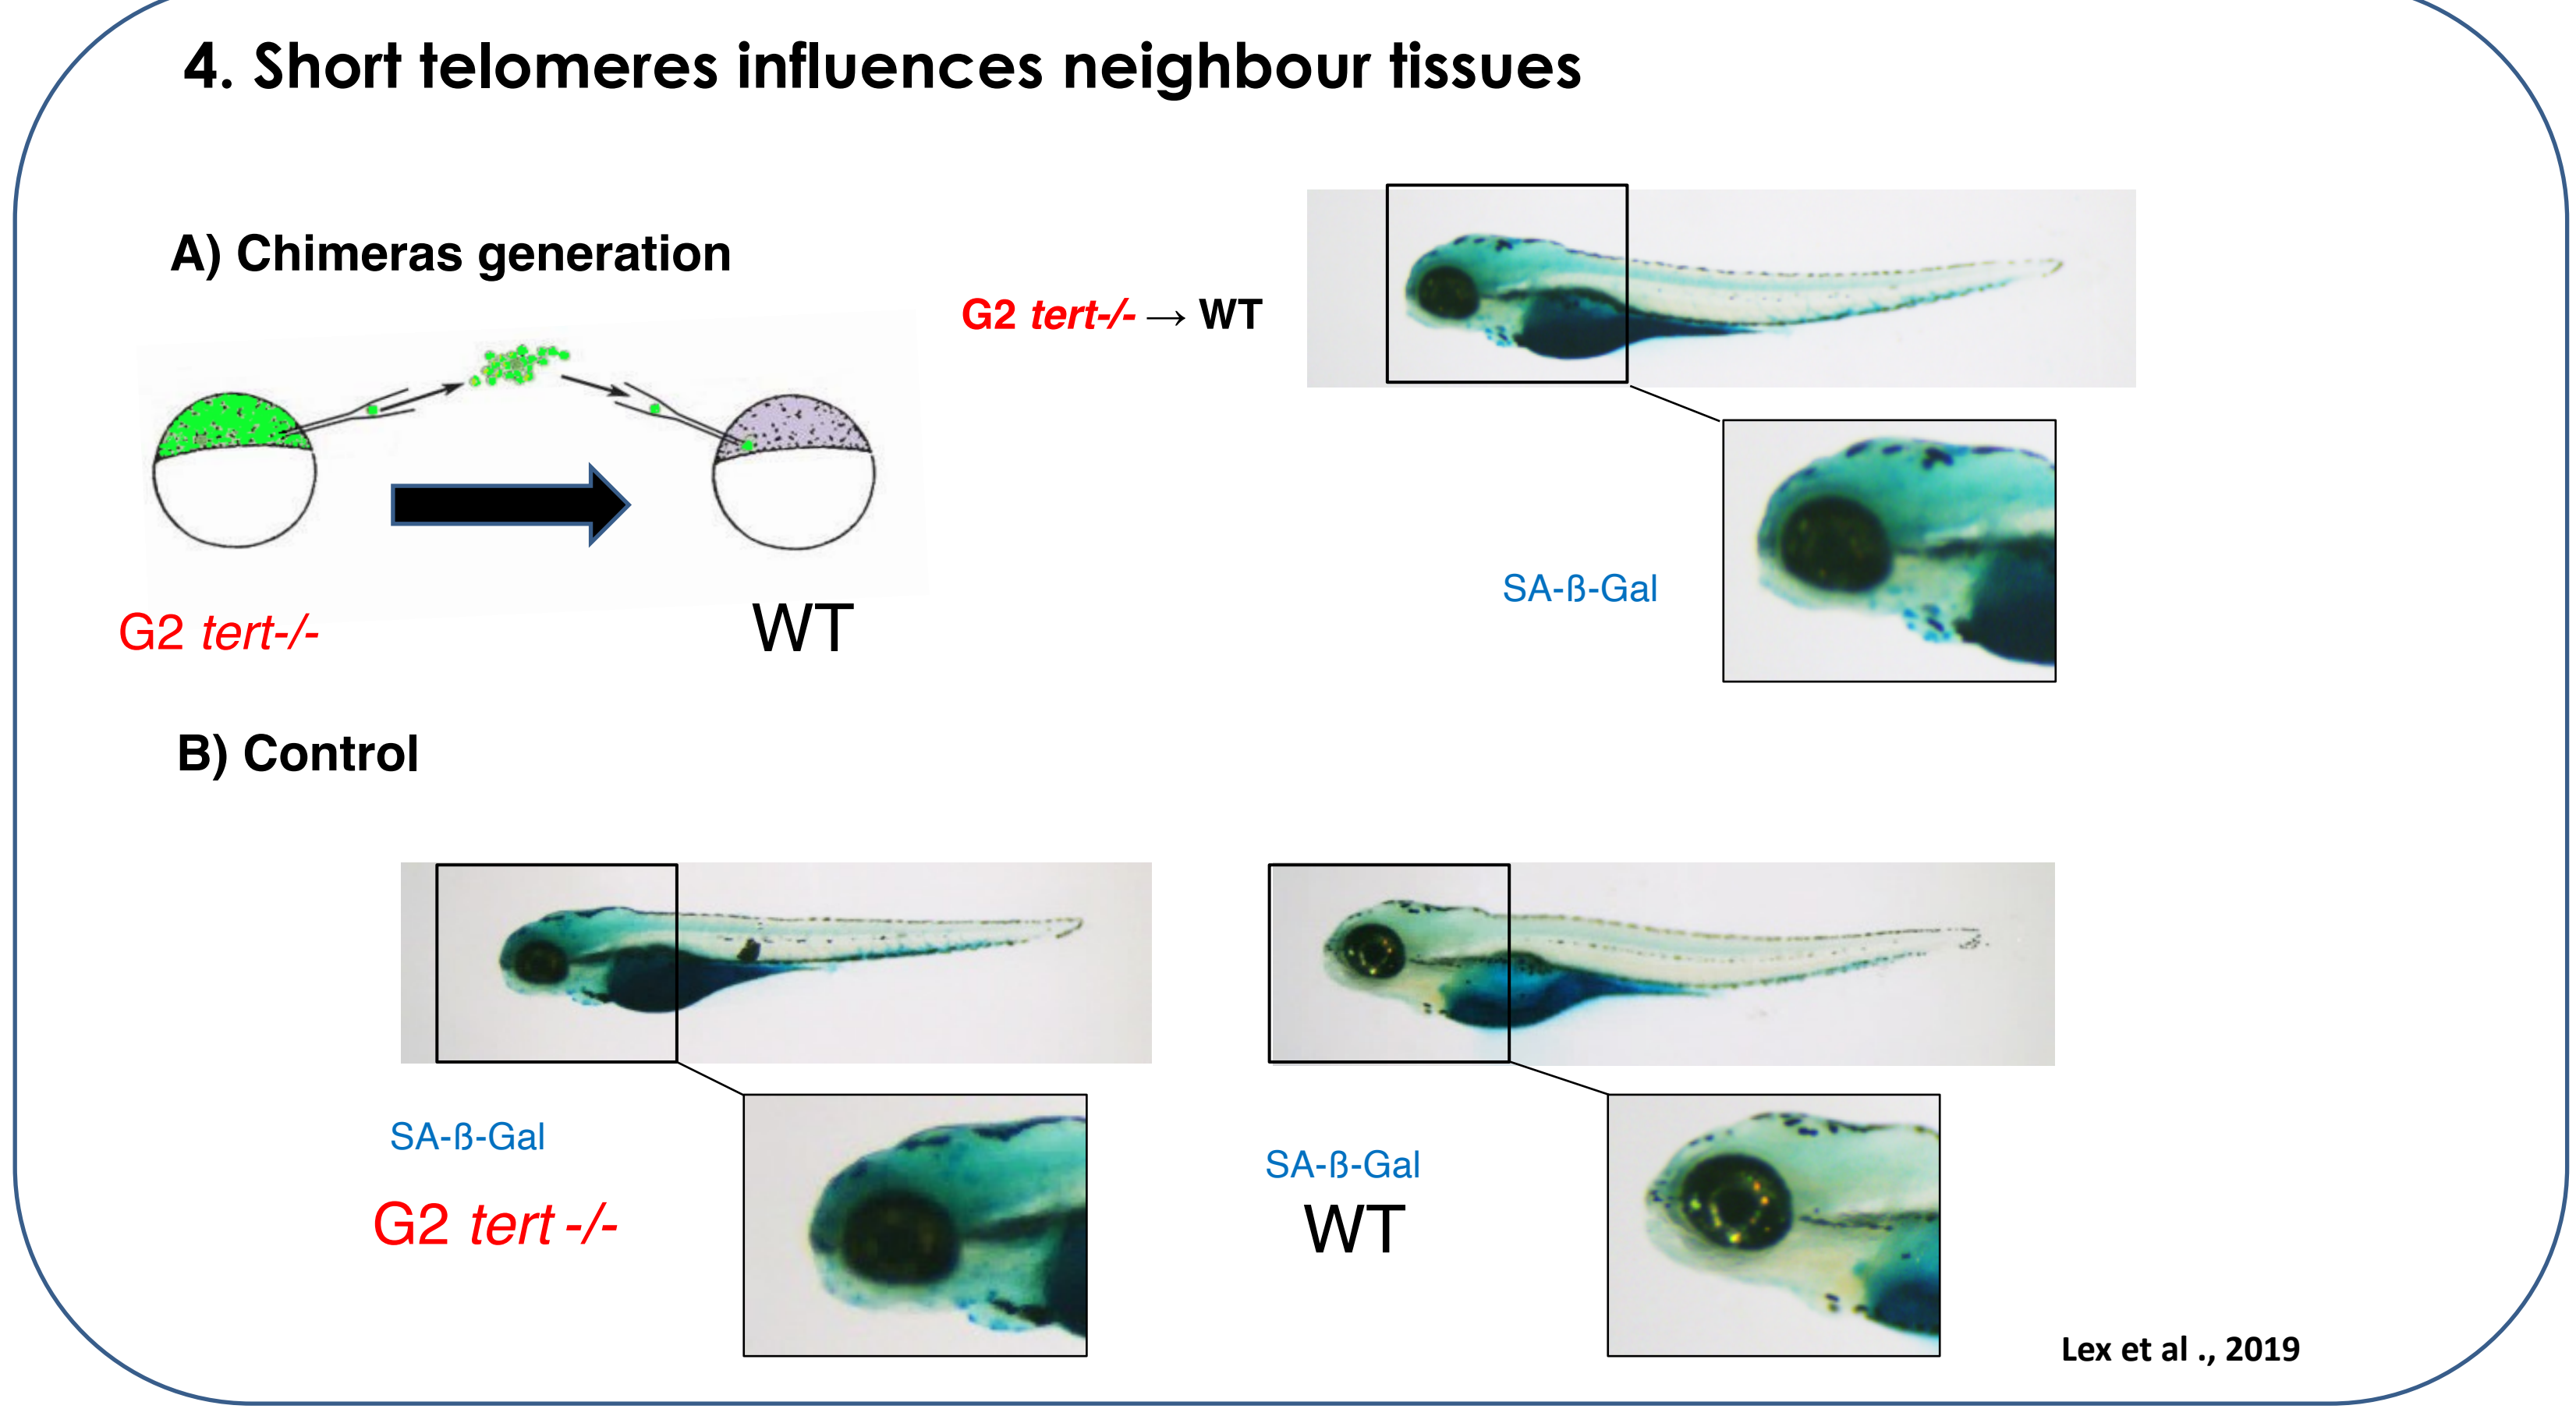 4. Short telomeres influences neighbour tissues
A) Chimeras generation
G2 tert-/- → WT
SA-ß-Gal
G2 tert-/-
WT
B) Control
SA-ß-Gal
G2 tert -/-
SA-ß-Gal
WT
Lex et al ., 2019